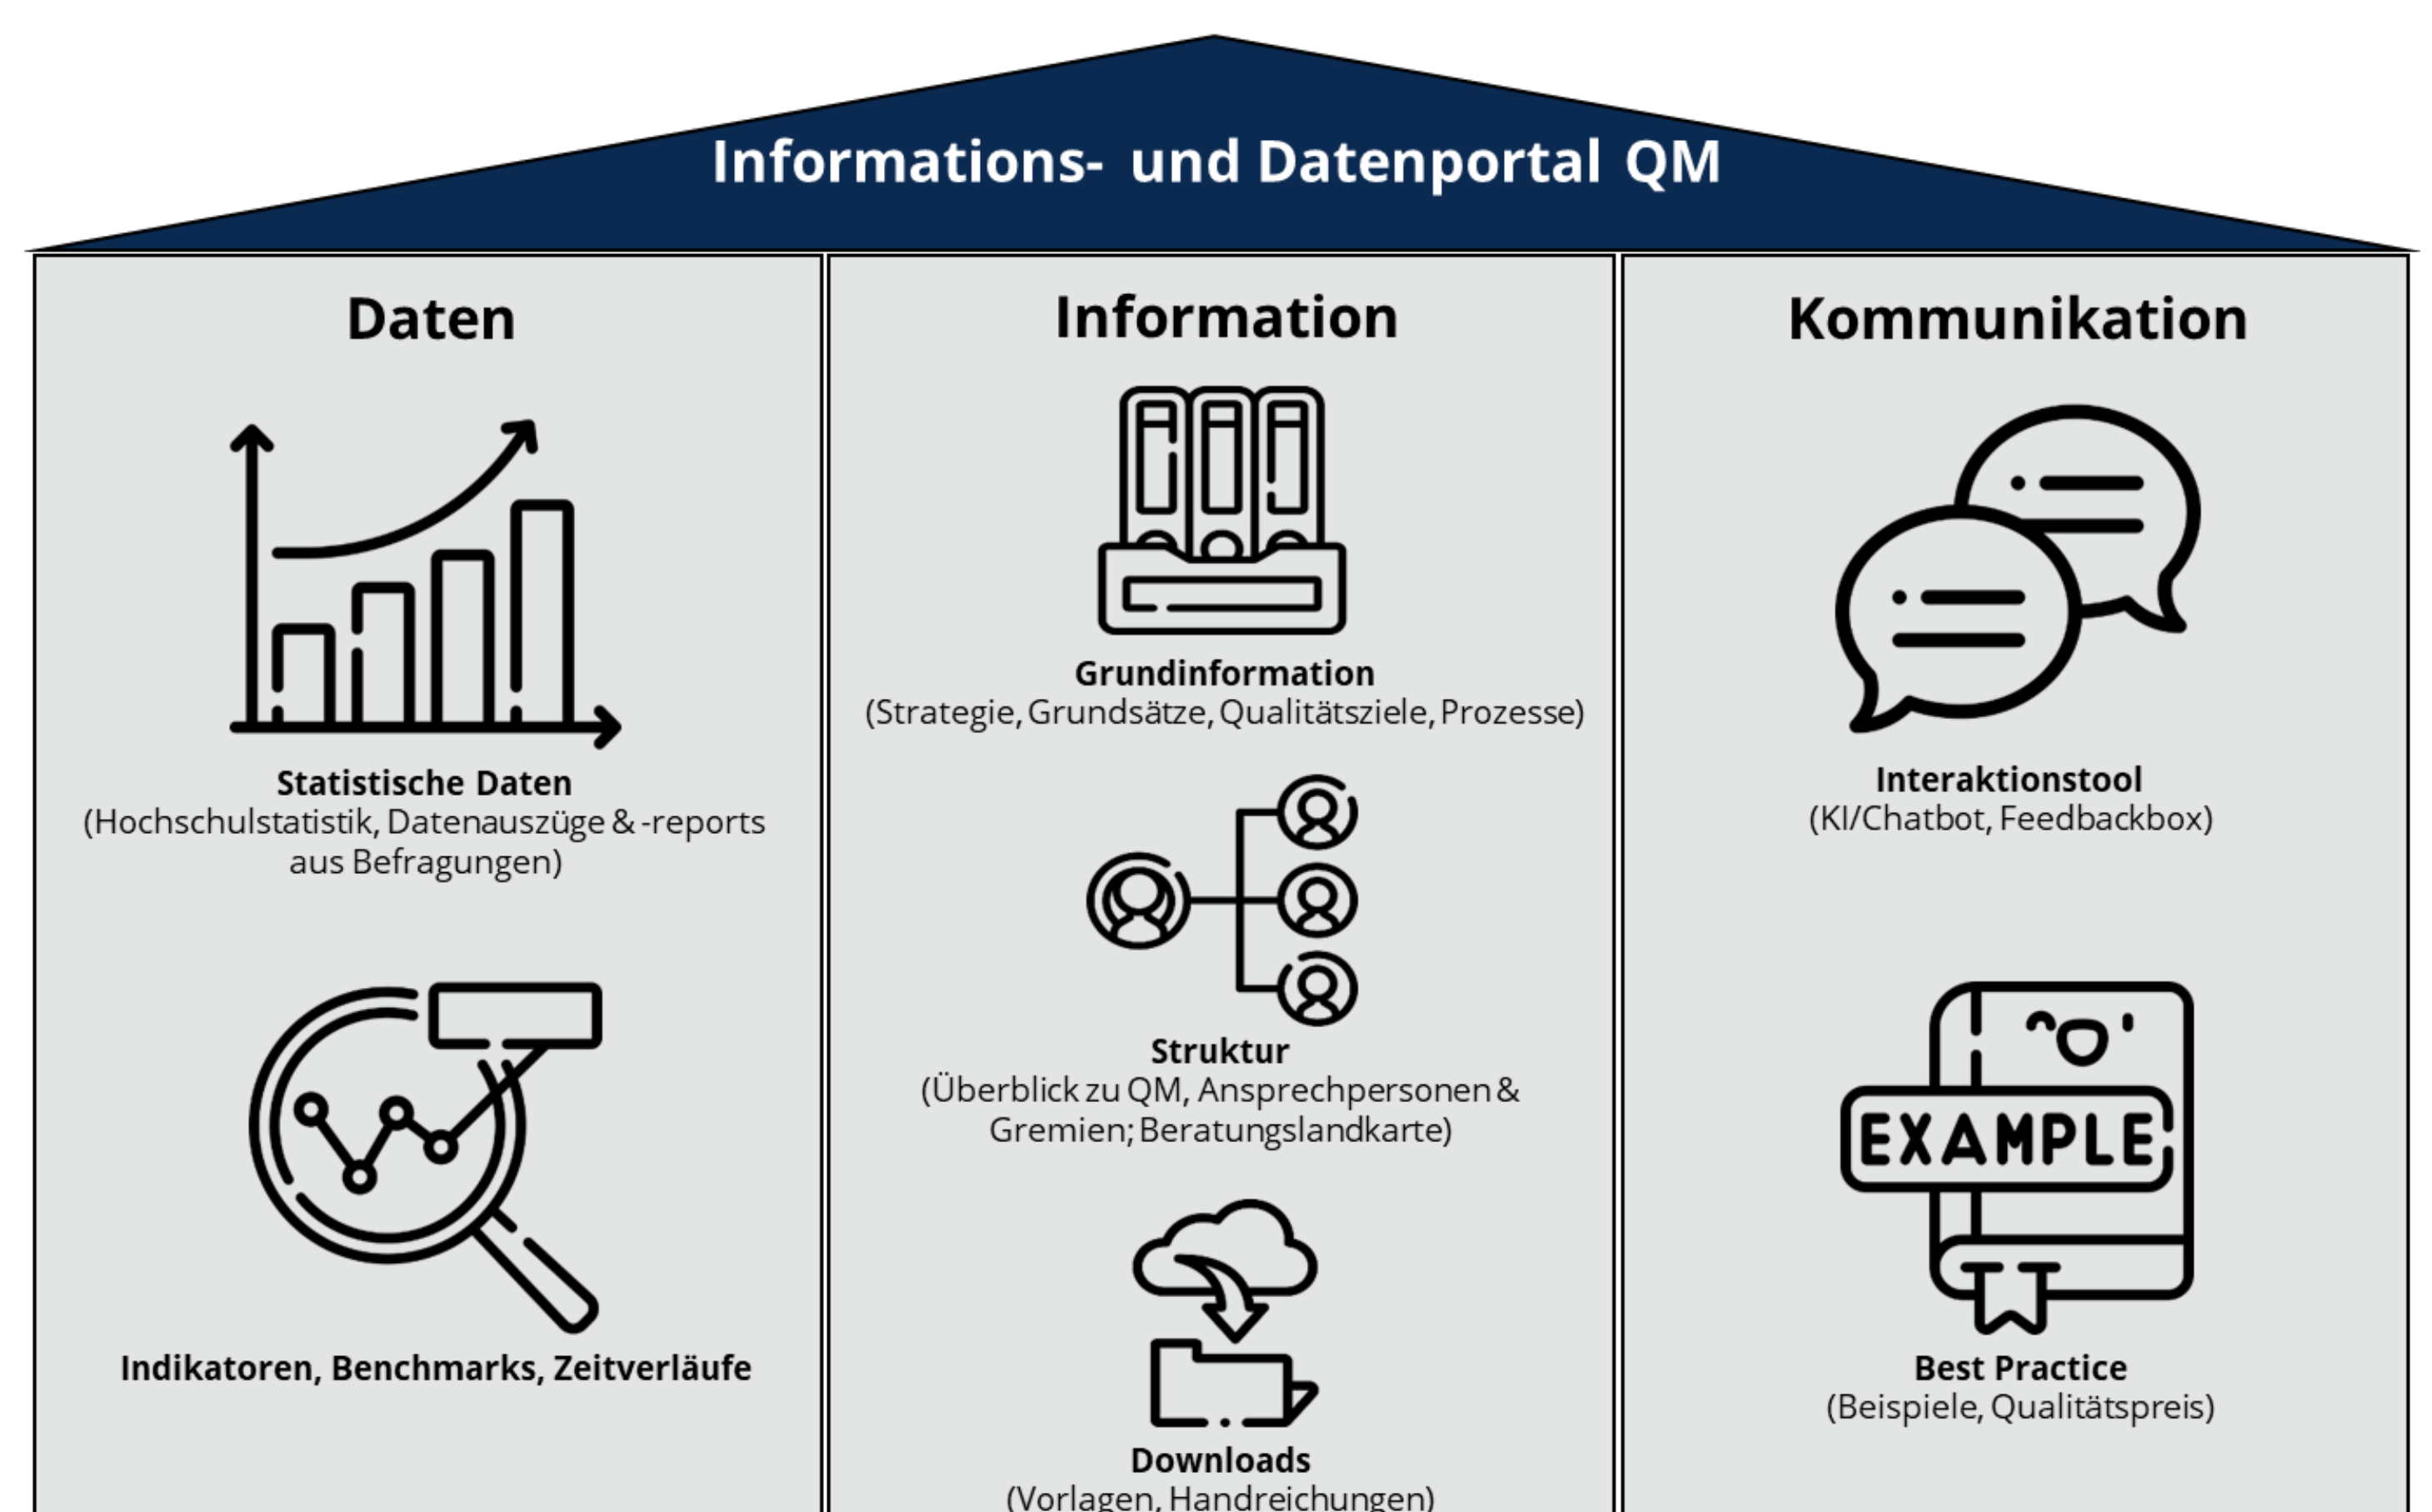 Informations- und Datenportal QM
Daten
Statistische Daten
(Hochschulstatistik, Datenauszüge & -reports
aus Befragungen)
Indikatoren, Benchmarks, Zeitverläufe
Information
Grundinformation
(Strategie, Grundsätze, Qualitätsziele, Prozesse)
Struktur
(Überblick zu QM, Ansprechpersonen &
Gremien; Beratungslandkarte)
Downloads
(Vorlagen, Handreichungen)
Kommunikation
Interaktionstool
(KI/Chatbot, Feedbackbox)
EXAMPLE
Best Practice
(Beispiele, Qualitätspreis)